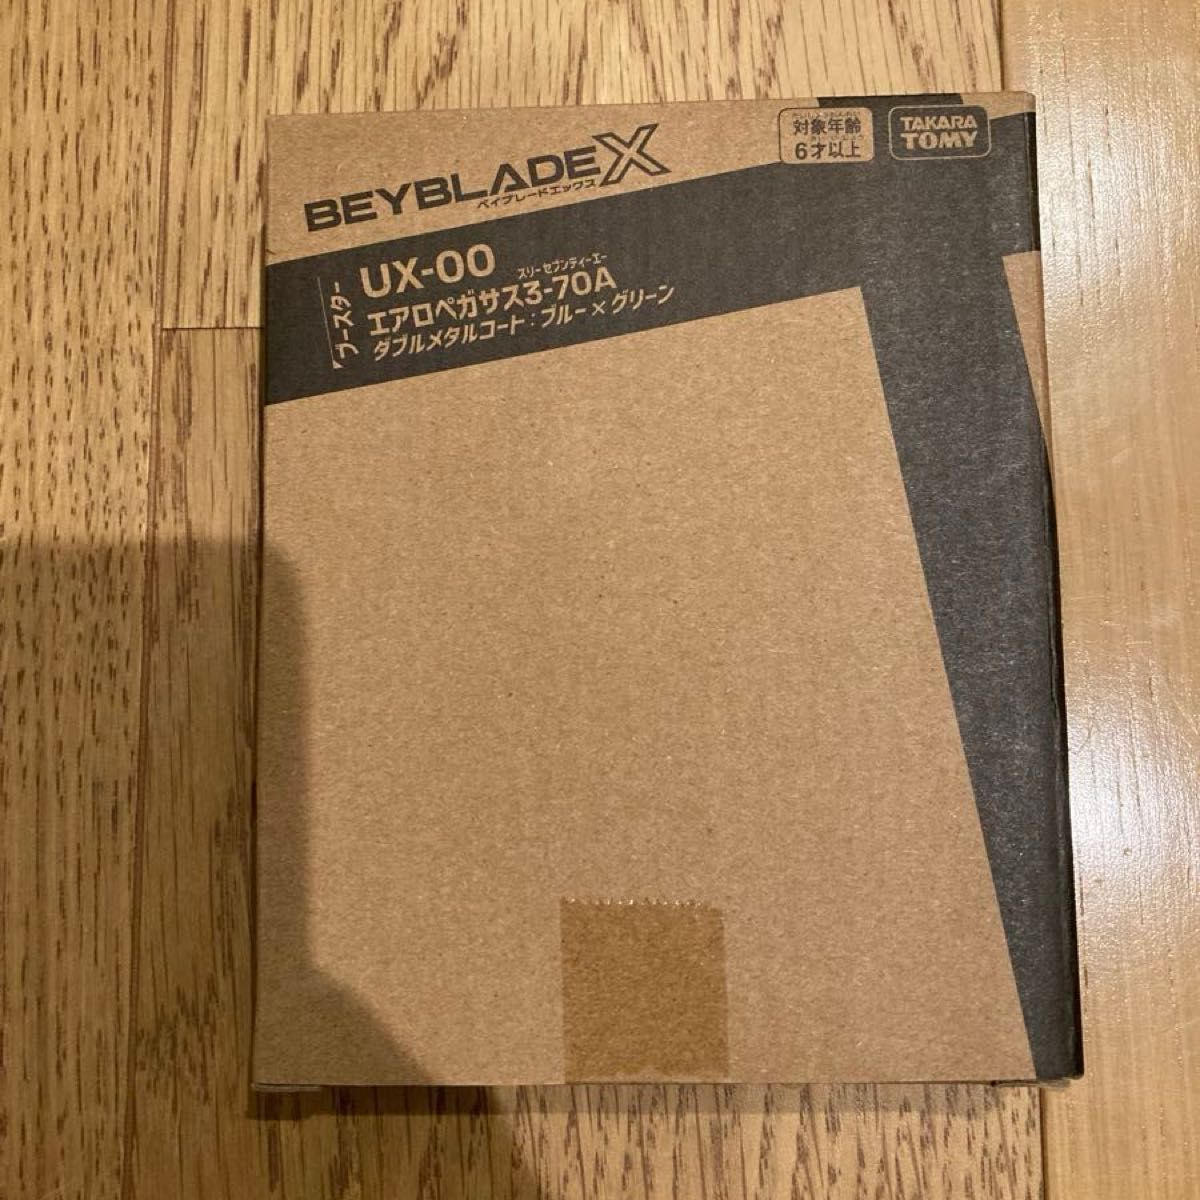 BEYBLADE X
ベイブレードエックス
対象年齢
6才以上
TAKARA
TOMY
ブースター
UX-00
スリーセブンティーエー
エアロペガサス3-70A
ダブルメタルコート：ブルー×グリーン